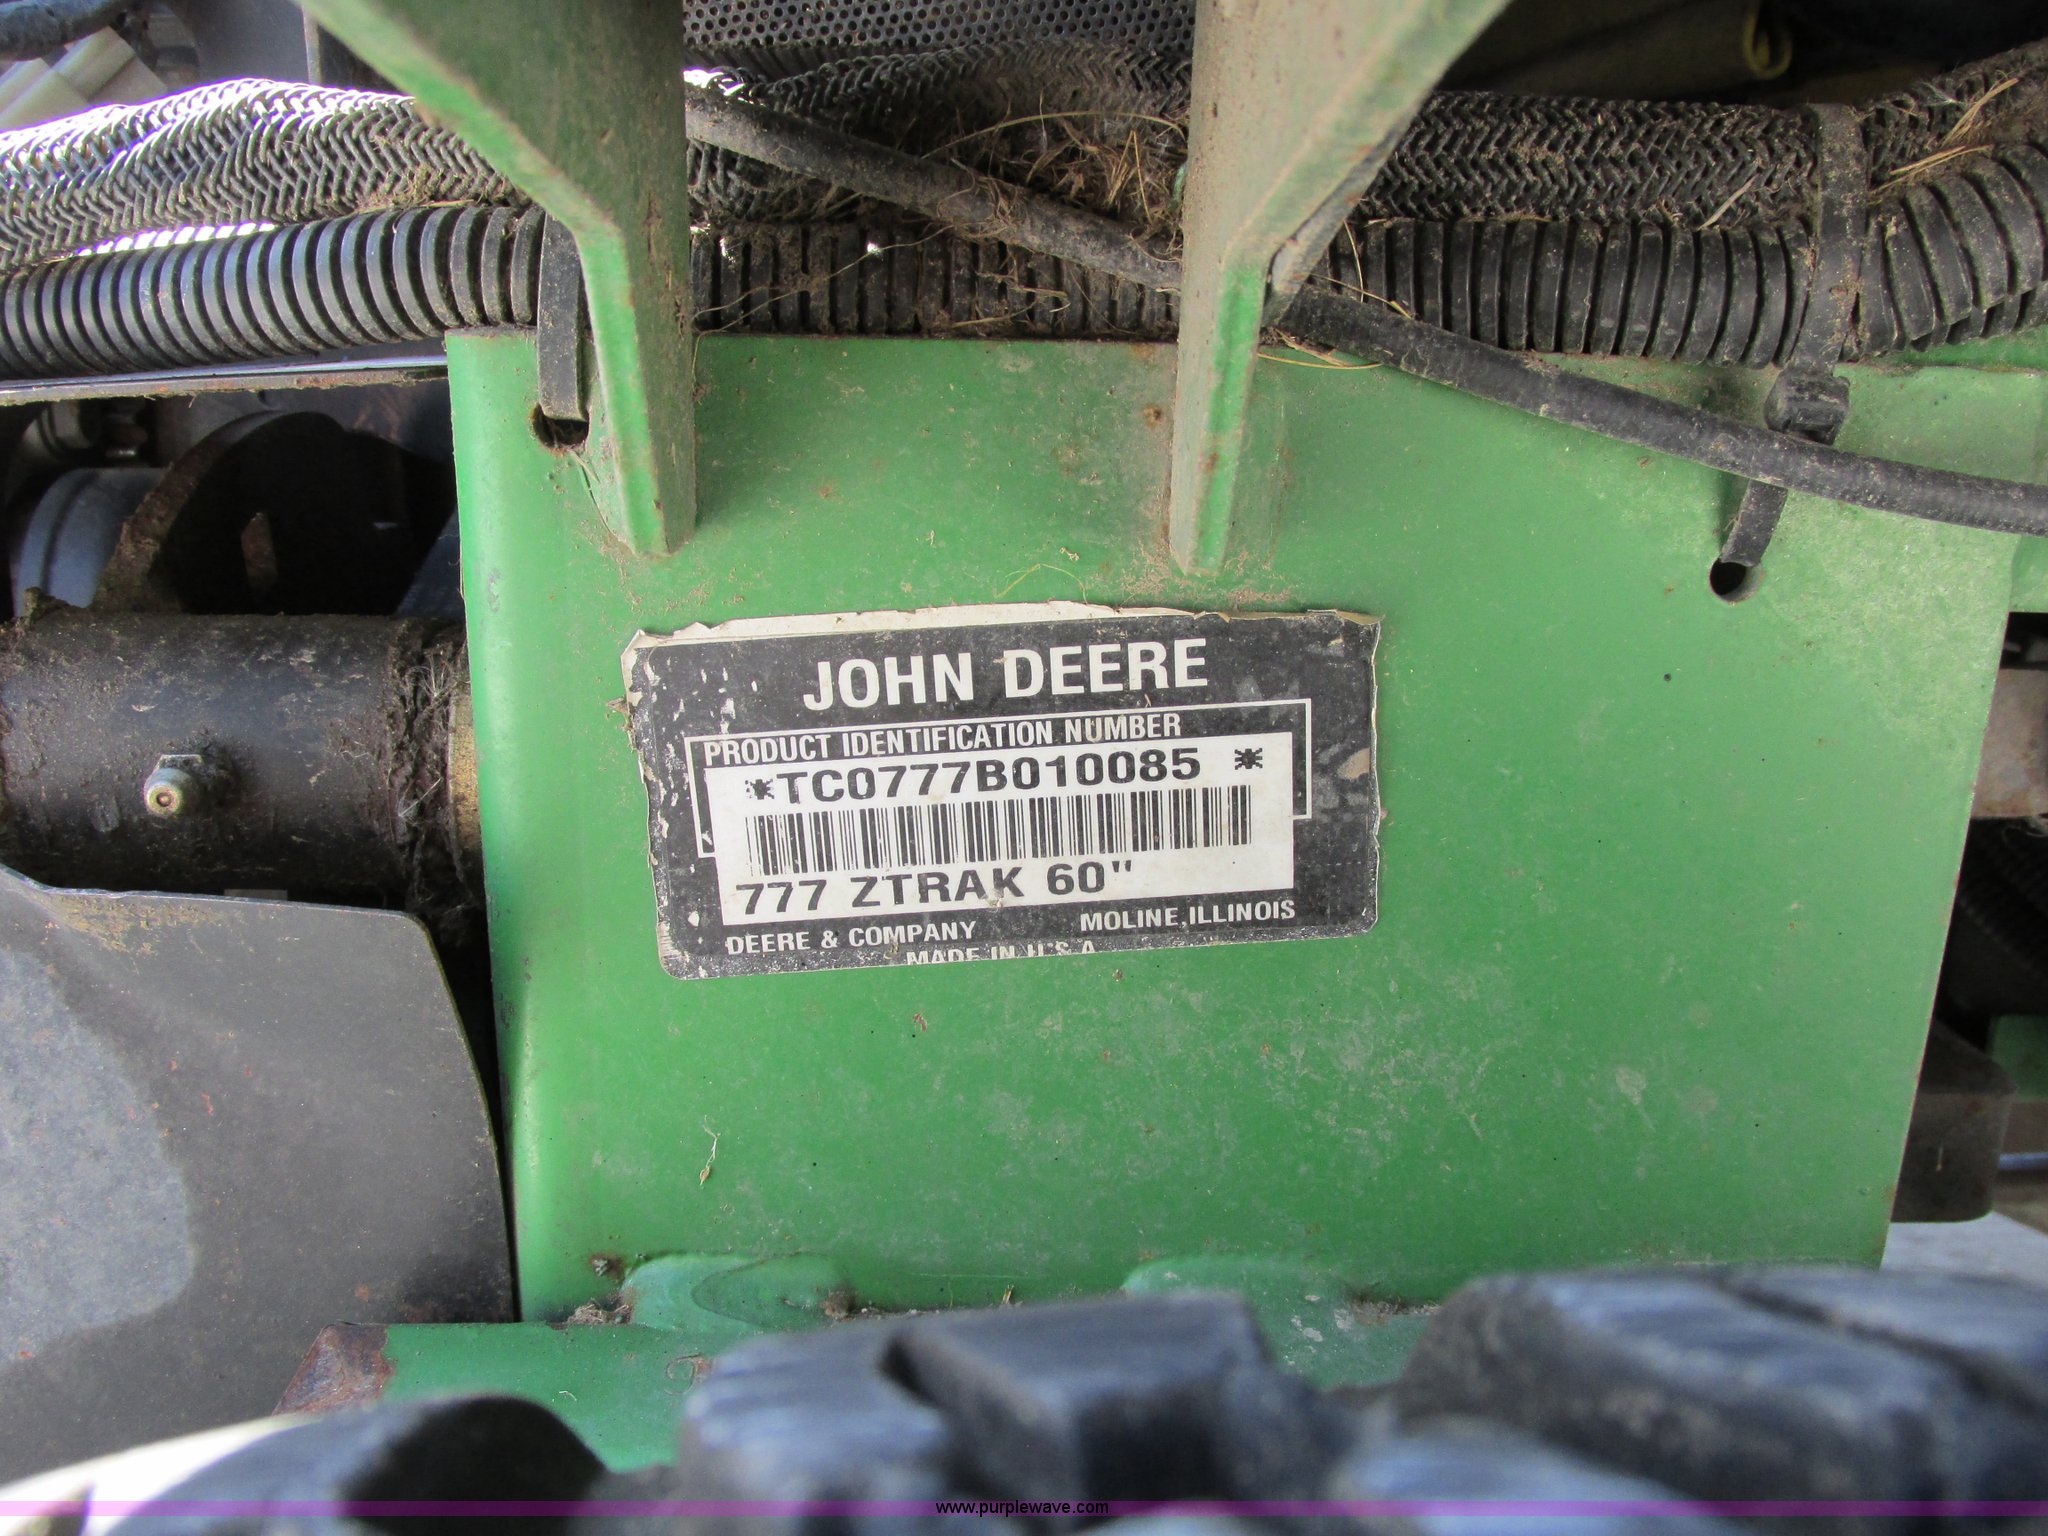 JOHN DEERE
PRODUCT IDENTIFICATION NUMBER
*TC0777B010085 *
777 ZTRAK 60"
DEERE & COMPANY MOLINE, ILLINOIS
MADE IN U.S.A
www.purplewave.com